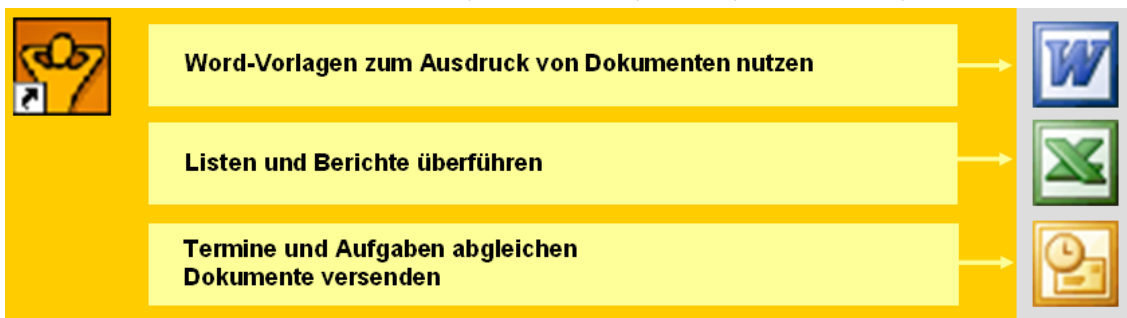 Word-Vorlagen zum Ausdruck von Dokumenten nutzen
Listen und Berichte überführen
Termine und Aufgaben abgleichen
Dokumente versenden